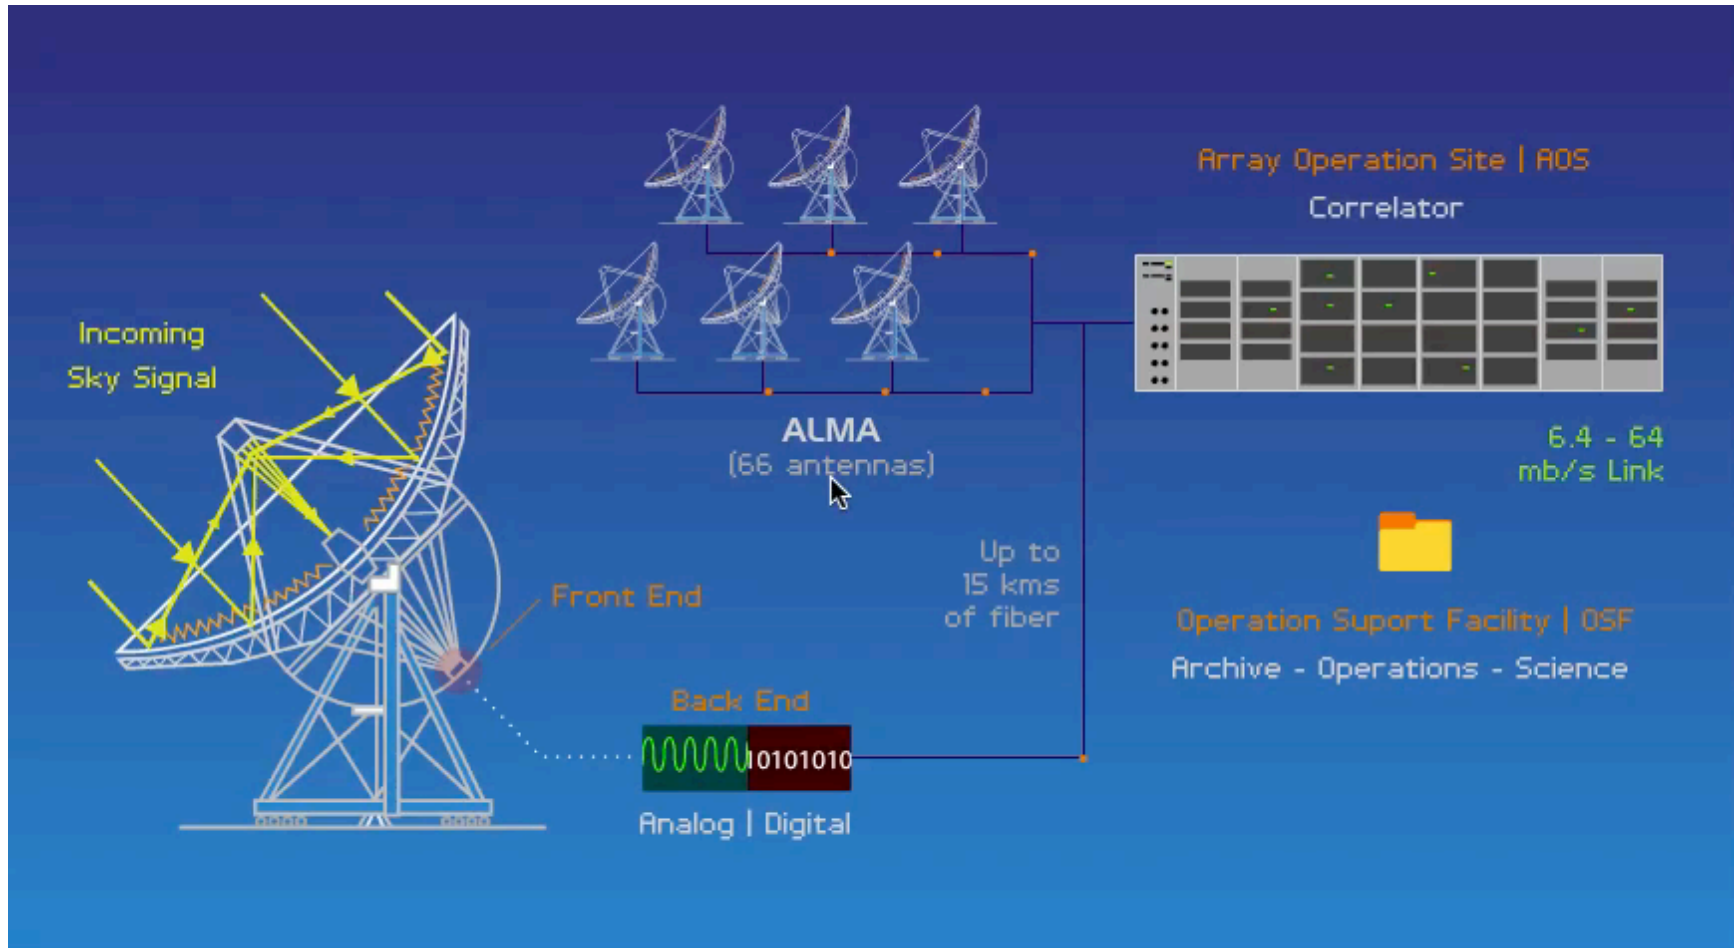 Incoming
Sky Signal
ALMA
(66 antennas)
Array Operation Site | AOS
Correlator
6.4 - 64
mb/s Link
Up to
15 kms
of fiber
Front End
Operation Suport Facility | OSF
Archive - Operations - Science
Back End
10101010
Analog | Digital